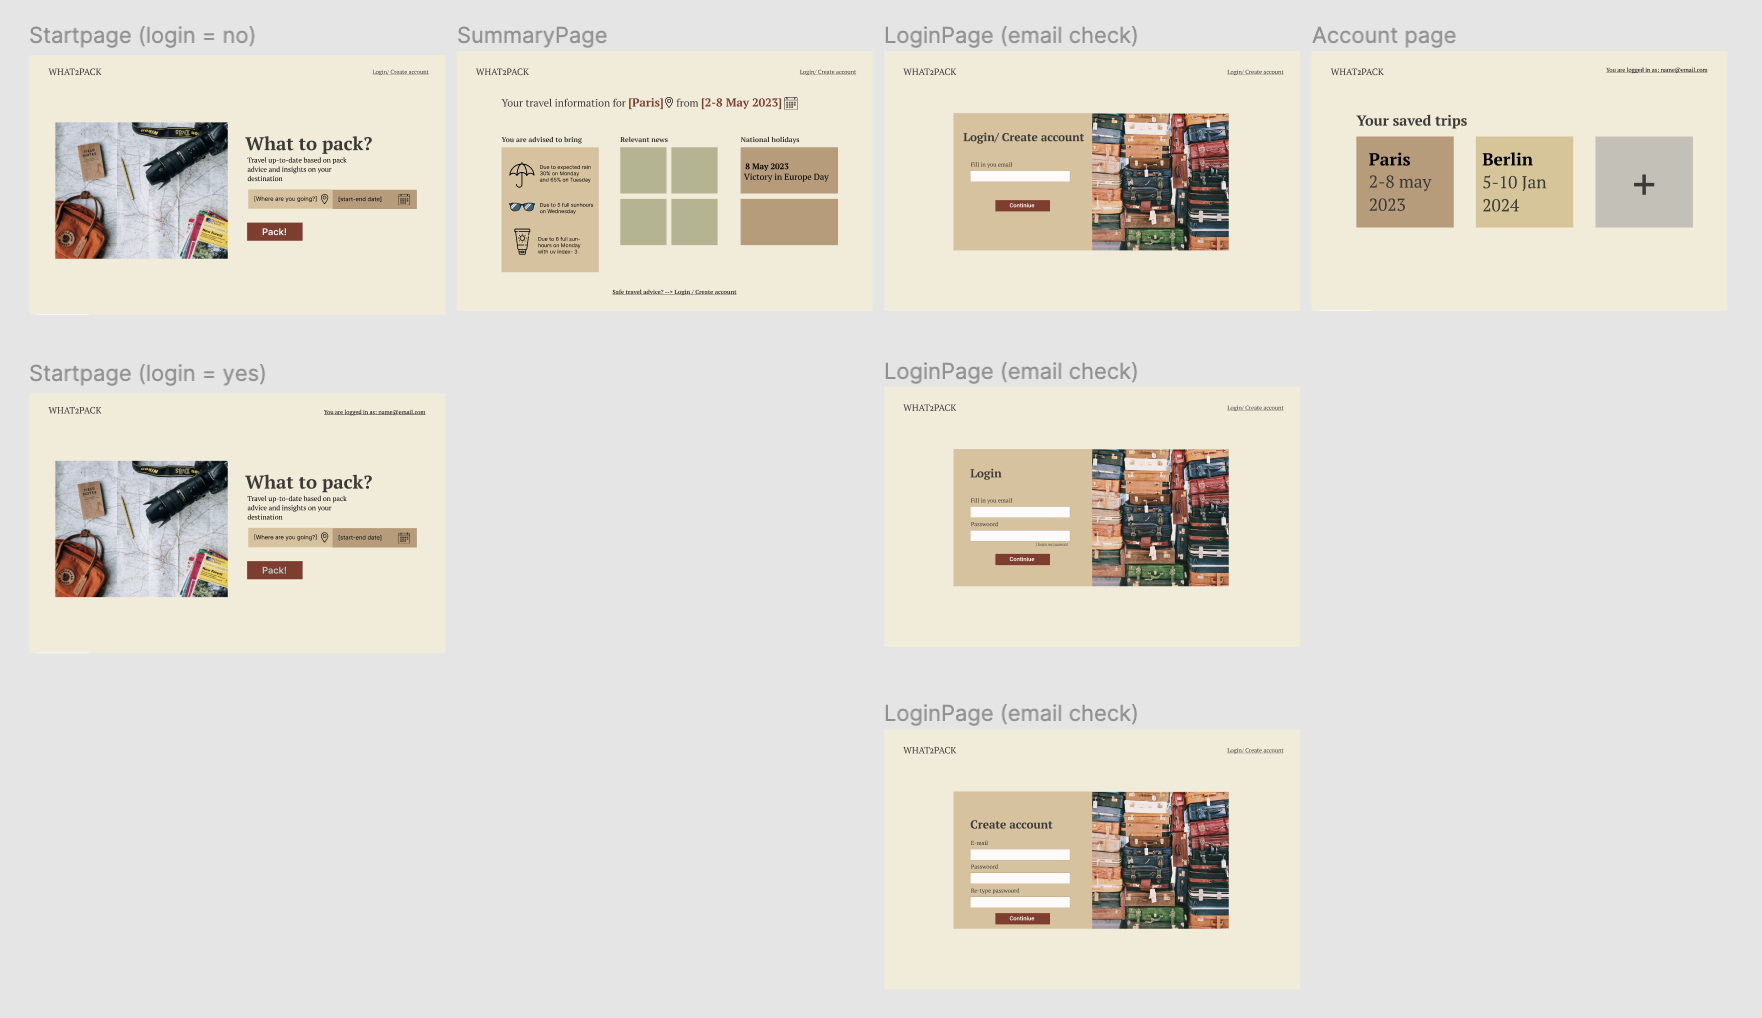 Startpage (login = no)
WHAT2PACK
Login/ Create account
What to pack?
Travel up-to-date based on pack
advice and insights on your
destination
[Where are you going?]
[start-end date]
Pack!
SummaryPage
WHAT2PACK
Login/ Create account
Your travel information for [Paris] from [2-8 May 2023]
You are advised to bring
Due to expected rain
30% on Monday
and 65% on Tuesday
Due to 5 full sunhours
on Wednesday
Due to 6 full sun-
hours on Monday
with uv index- 3
Relevant news
National holidays
8 May 2023
Victory in Europe Day
Safe travel advice? --> Login / Create account
LoginPage (email check)
WHAT2PACK
Login/ Create account
Login/ Create account
Fill in you email
Continiue
Account page
WHAT2PACK
You are logged in as: name@email.com
Your saved trips
Paris
2-8 may
2023
Berlin
5-10 Jan
2024
+
Startpage (login = yes)
WHAT2PACK
You are logged in as: name@email.com
What to pack?
Travel up-to-date based on pack
advice and insights on your
destination
[Where are you going?]
[start-end date]
Pack!
LoginPage (email check)
WHAT2PACK
Login/ Create account
Login
Fill in you email
Passwoord
Continiue
LoginPage (email check)
WHAT2PACK
Login/ Create account
Create account
E-mail
Passwoord
Re-type passwoord
Continiue